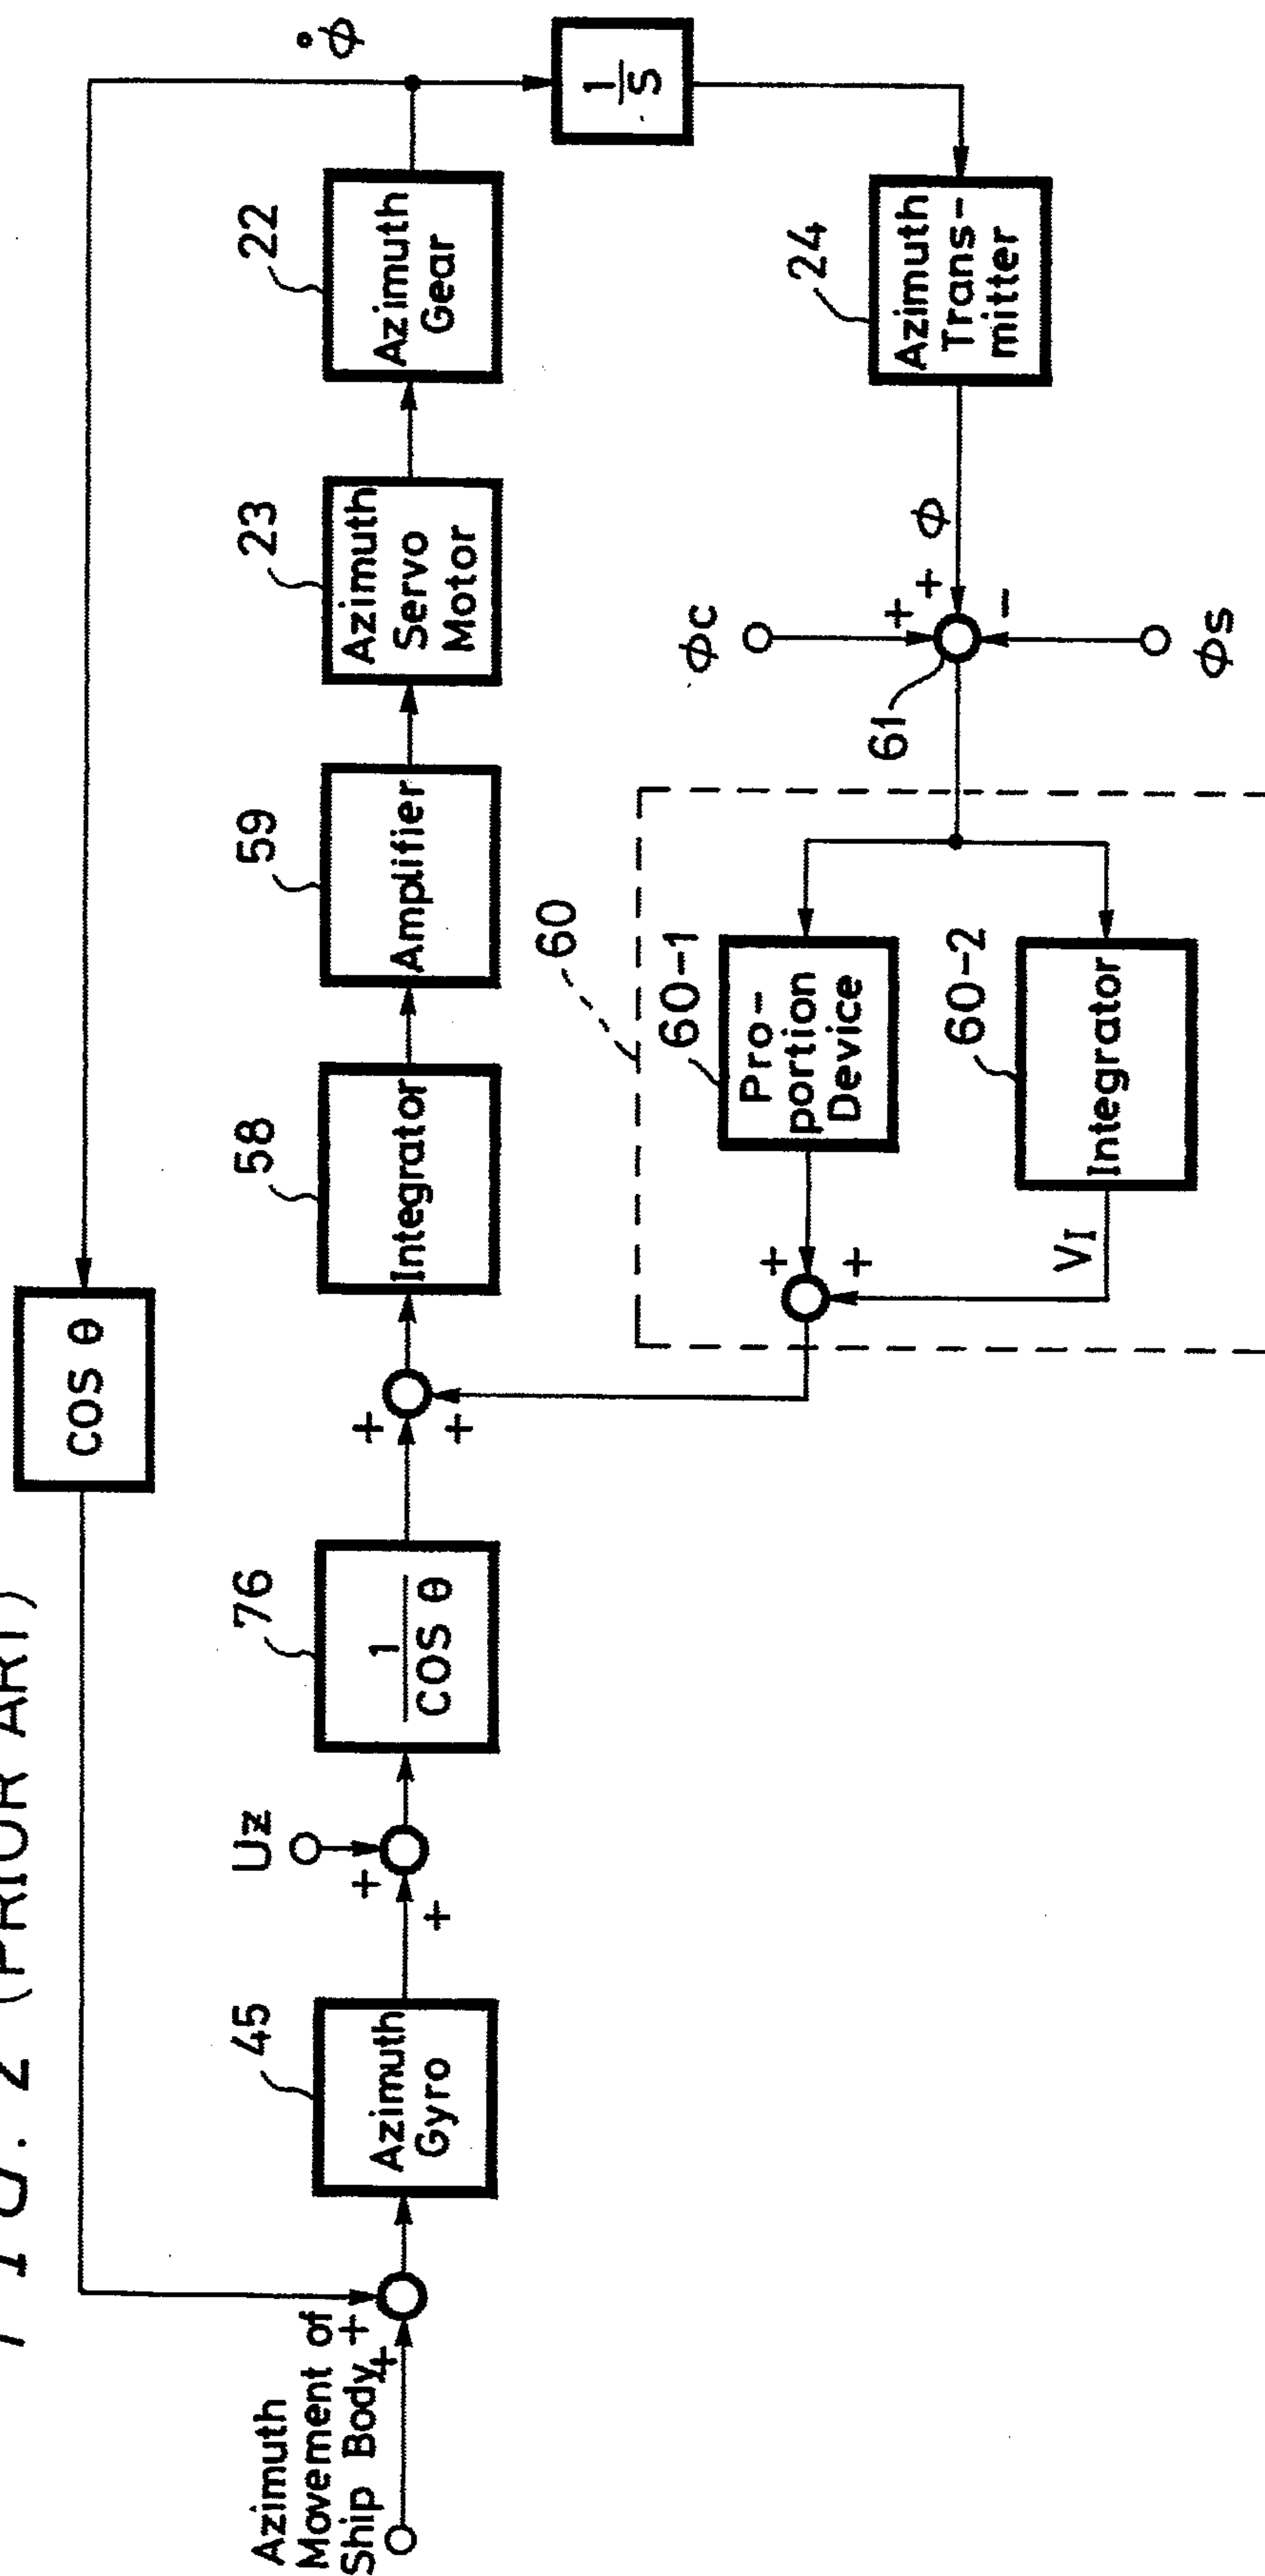 FIG. 2 (PRIOR ART)
COS θ
φ̇
Azimuth
Movement of
Ship Body
+
+
45
Azimuth
Gyro
Uz
+
+
76
1
COS θ
+
+
58
Integrator
59
Amplifier
23
Azimuth
Servo
Motor
22
Azimuth
Gear
1
S
60
60-1
Pro-
portion
Device
+
+
60-2
Integrator
VI
61
φc
+
+
φ
-
φs
24
Azimuth
Trans-
mitter